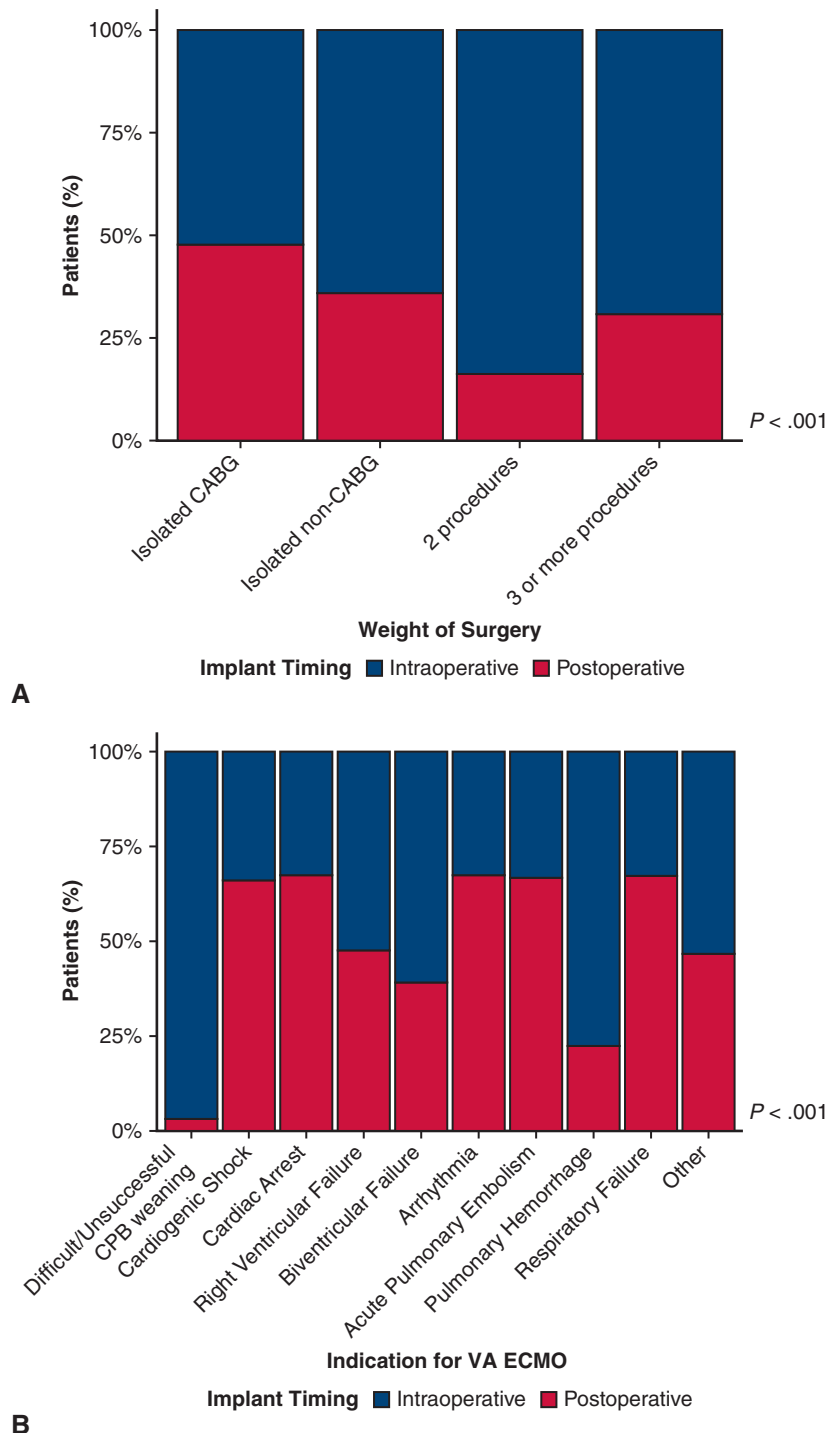 100%
75%
50%
25%
0%
Patients (%)
P < .001
Isolated CABG
Isolated non-CABG
2 procedures
3 or more procedures
Weight of Surgery
Implant Timing Intraoperative Postoperative
A
100%
75%
50%
25%
0%
Patients (%)
P < .001
Difficult/Unsuccessful
CPB weaning
Cardiogenic Shock
Cardiac Arrest
Right Ventricular Failure
Biventricular Failure
Arrhythmia
Acute Pulmonary Embolism
Pulmonary Hemorrhage
Respiratory Failure
Other
Indication for VA ECMO
Implant Timing Intraoperative Postoperative
B